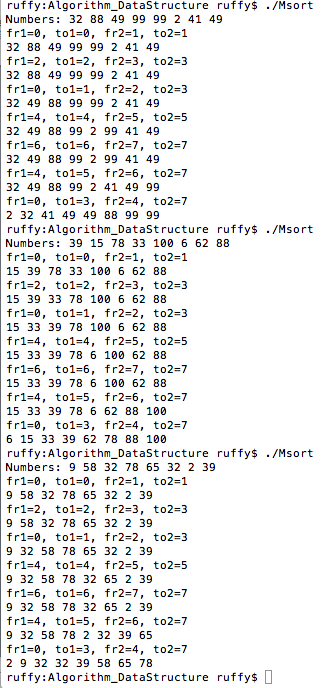 ruffy:Algorithm_DataStructure ruffy$ ./Msort
Numbers: 32 88 49 99 99 2 41 49
fr1=0, to1=0, fr2=1, to2=1
32 88 49 99 99 2 41 49
fr1=2, to1=2, fr2=3, to2=3
32 88 49 99 99 2 41 49
fr1=0, to1=1, fr2=2, to2=3
32 49 88 99 99 2 41 49
fr1=4, to1=4, fr2=5, to2=5
32 49 88 99 2 99 41 49
fr1=6, to1=6, fr2=7, to2=7
32 49 88 99 2 99 41 49
fr1=4, to1=5, fr2=6, to2=7
32 49 88 99 2 41 49 99
fr1=0, to1=3, fr2=4, to2=7
2 32 41 49 49 88 99 99
ruffy:Algorithm_DataStructure ruffy$ ./Msort
Numbers: 39 15 78 33 100 6 62 88
fr1=0, to1=0, fr2=1, to2=1
15 39 78 33 100 6 62 88
fr1=2, to1=2, fr2=3, to2=3
15 39 33 78 100 6 62 88
fr1=0, to1=1, fr2=2, to2=3
15 33 39 78 100 6 62 88
fr1=4, to1=4, fr2=5, to2=5
15 33 39 78 6 100 62 88
fr1=6, to1=6, fr2=7, to2=7
15 33 39 78 6 100 62 88
fr1=4, to1=5, fr2=6, to2=7
15 33 39 78 6 62 88 100
fr1=0, to1=3, fr2=4, to2=7
6 15 33 39 62 78 88 100
ruffy:Algorithm_DataStructure ruffy$ ./Msort
Numbers: 9 58 32 78 65 32 2 39
fr1=0, to1=0, fr2=1, to2=1
9 58 32 78 65 32 2 39
fr1=2, to1=2, fr2=3, to2=3
9 58 32 78 65 32 2 39
fr1=0, to1=1, fr2=2, to2=3
9 32 58 78 65 32 2 39
fr1=4, to1=4, fr2=5, to2=5
9 32 58 78 32 65 2 39
fr1=6, to1=6, fr2=7, to2=7
9 32 58 78 32 65 2 39
fr1=4, to1=5, fr2=6, to2=7
9 32 58 78 2 32 39 65
fr1=0, to1=3, fr2=4, to2=7
2 9 32 32 39 58 65 78
ruffy:Algorithm_DataStructure ruffy$